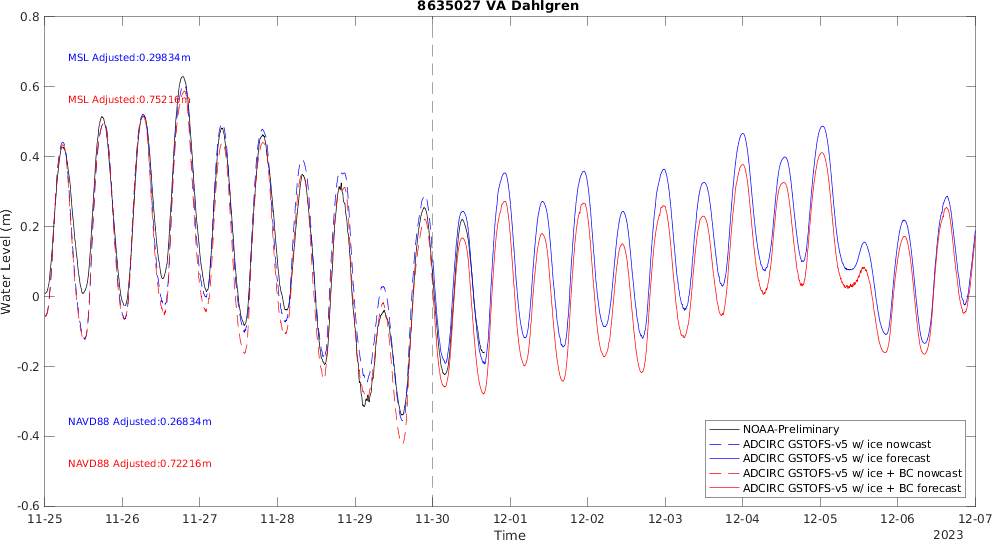 8635027 VA Dahlgren
0.8
0.6
0.4
0.2
0
-0.2
-0.4
-0.6
Water Level (m)
MSL Adjusted:0.29834m
MSL Adjusted:0.75216m
NAVD88 Adjusted:0.26834m
NAVD88 Adjusted:0.72216m
NOAA-Preliminary
ADCIRC GSTOFS-v5 w/ ice nowcast
ADCIRC GSTOFS-v5 w/ ice forecast
ADCIRC GSTOFS-v5 w/ ice + BC nowcast
ADCIRC GSTOFS-v5 w/ ice + BC forecast
11-25 11-26 11-27 11-28 11-29 11-30 12-01 12-02 12-03 12-04 12-05 12-06 12-07
Time
2023